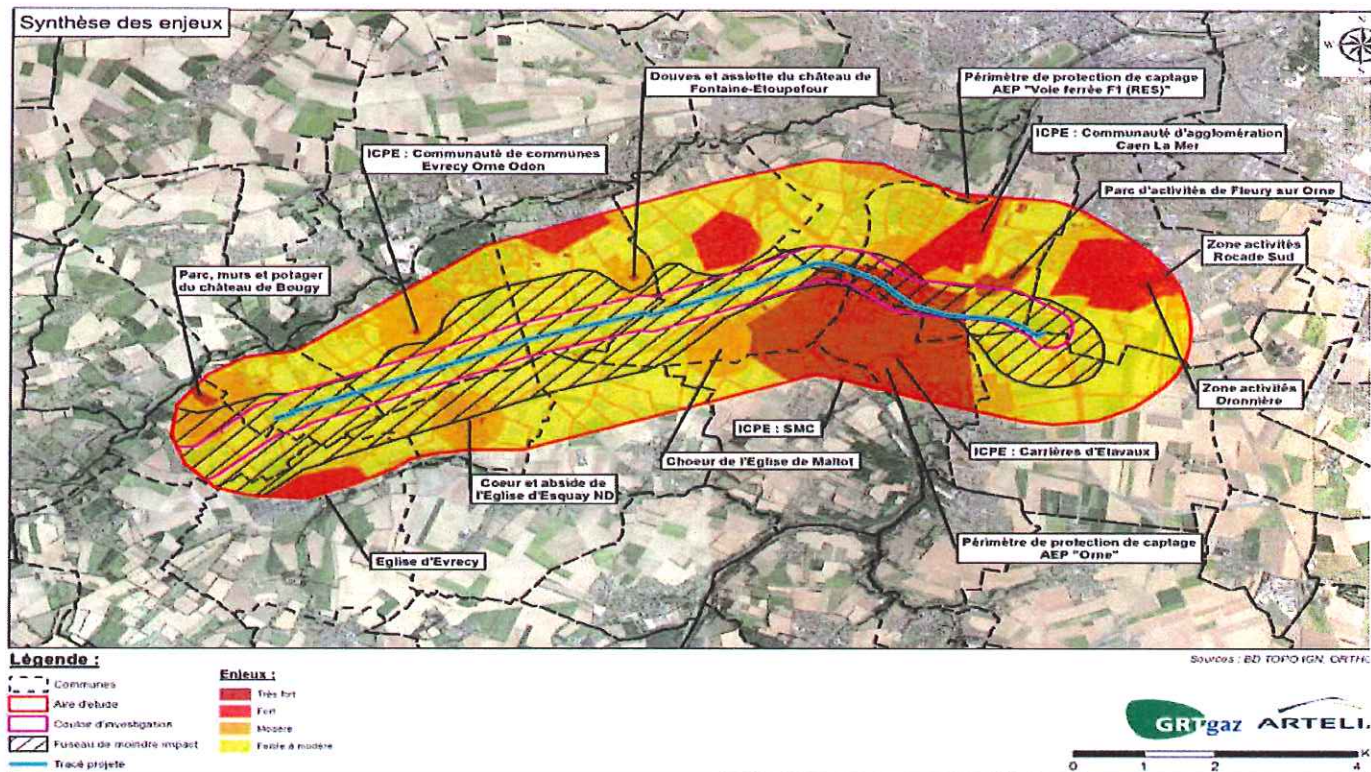 Synthèse des enjeux
W
Douves et assiette du château de
Fontaine-Etoupefour
Périmètre de protection de captage
AEP "Voie ferrée F1 (RES)"
ICPE : Communauté de communes
Evrecy Orne Odon
ICPE : Communauté d'agglomération
Caen La Mer
Parc d'activités de Fleury sur Orne
Parc, murs et potager
du château de Bougy
Zone activités
Rocade Sud
Zone activités
Dronnière
ICPE : SMC
Choeur de l'Eglise de Maltot
ICPE : Carrières d'Etavaux
Coeur et abside de
l'Eglise d'Esquay ND
Périmètre de protection de captage
AEP "Orne"
Eglise d'Evrecy
Légende :
Communes
Aire d'étude
Couloir d'investigation
Fuseau de moindre impact
Tracé projeté
Enjeux :
Très fort
Fort
Modéré
Faible à modéré
Sources : BD TOPO IGN, ORTHO
GRTgaz ARTELI
K
0 1 2 4